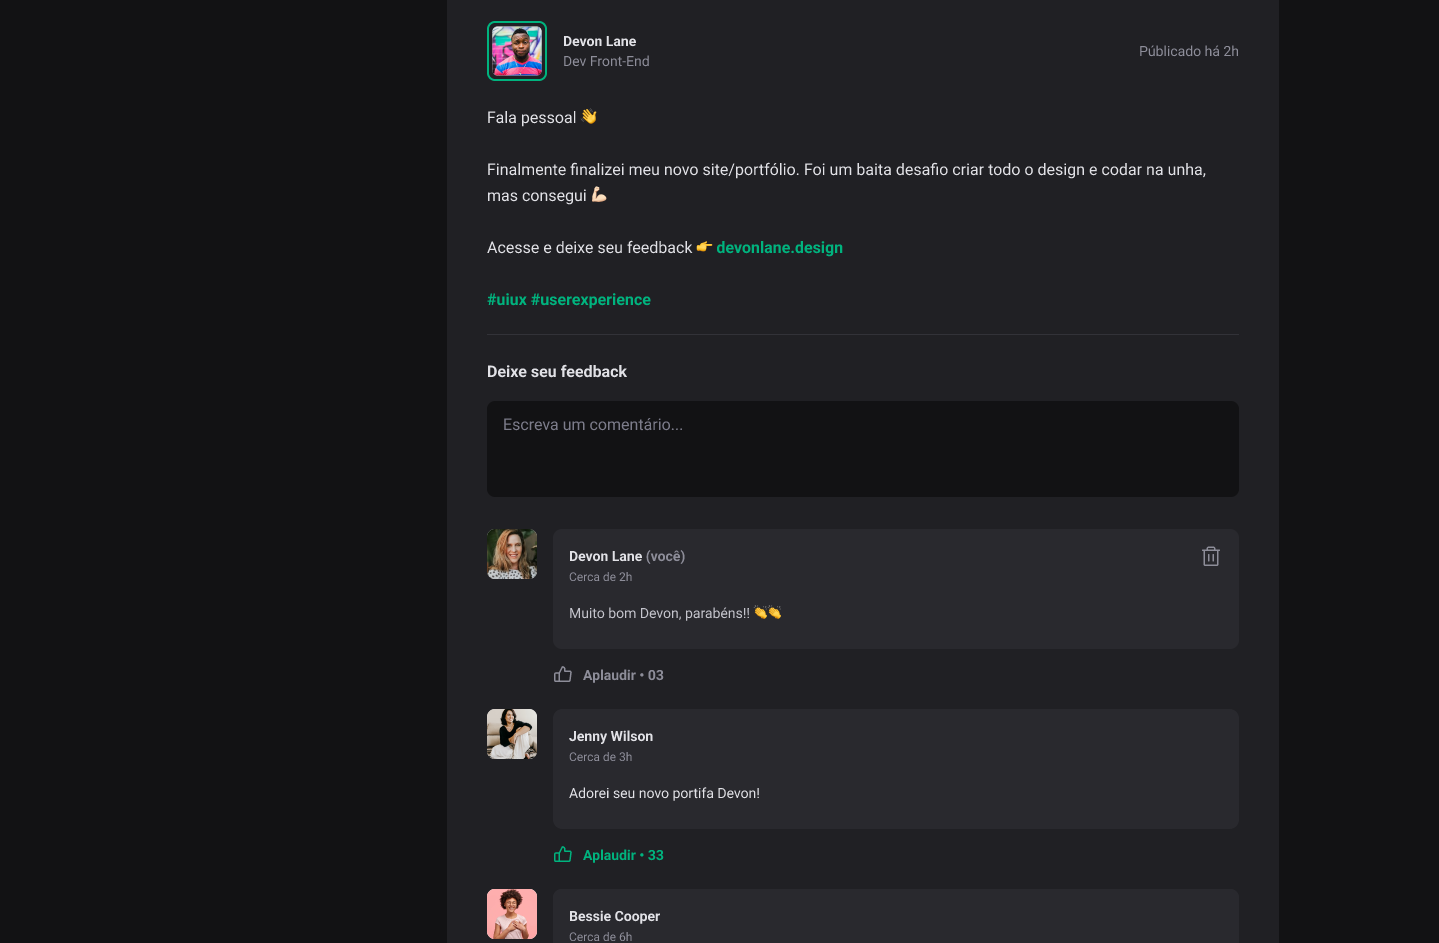 Devon Lane
Dev Front-End
Públicado há 2h
Fala pessoal 👋
Finalmente finalizei meu novo site/portfólio. Foi um baita desafio criar todo o design e codar na unha,
mas consegui 💪🏻
Acesse e deixe seu feedback 👉 devonlane.design
#uiux #userexperience
Deixe seu feedback
Escreva um comentário...
Devon Lane (você)
Cerca de 2h
Muito bom Devon, parabéns!! 👏👏
Aplaudir • 03
Jenny Wilson
Cerca de 3h
Adorei seu novo portifa Devon!
Aplaudir • 33
Bessie Cooper
Cerca de 6h